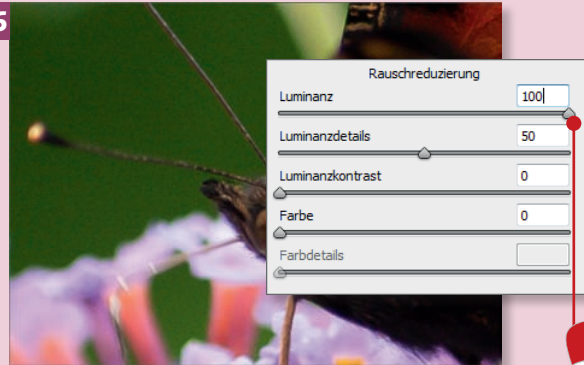 5
Rauschreduzierung
Luminanz 100
Luminanzdetails 50
Luminanzkontrast 0
Farbe 0
Farbdetails